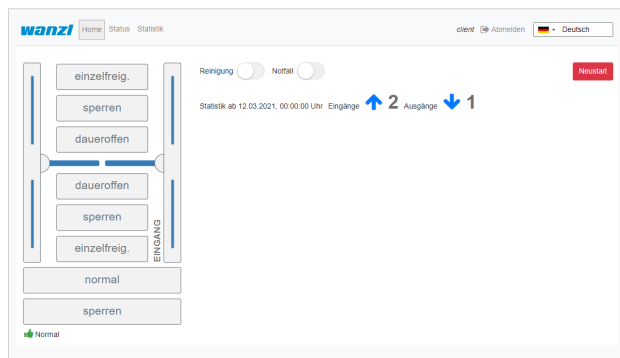 wanzl Home Status Statistik client Abmelden Deutsch
einzelfreig.
sperren
daueroffen
daueroffen
sperren
einzelfreig.
EINGANG
normal
sperren
Normal
Reinigung Notfall Neustart
Statistik ab 12.03.2021, 00:00:00 Uhr Eingänge 2 Ausgänge 1